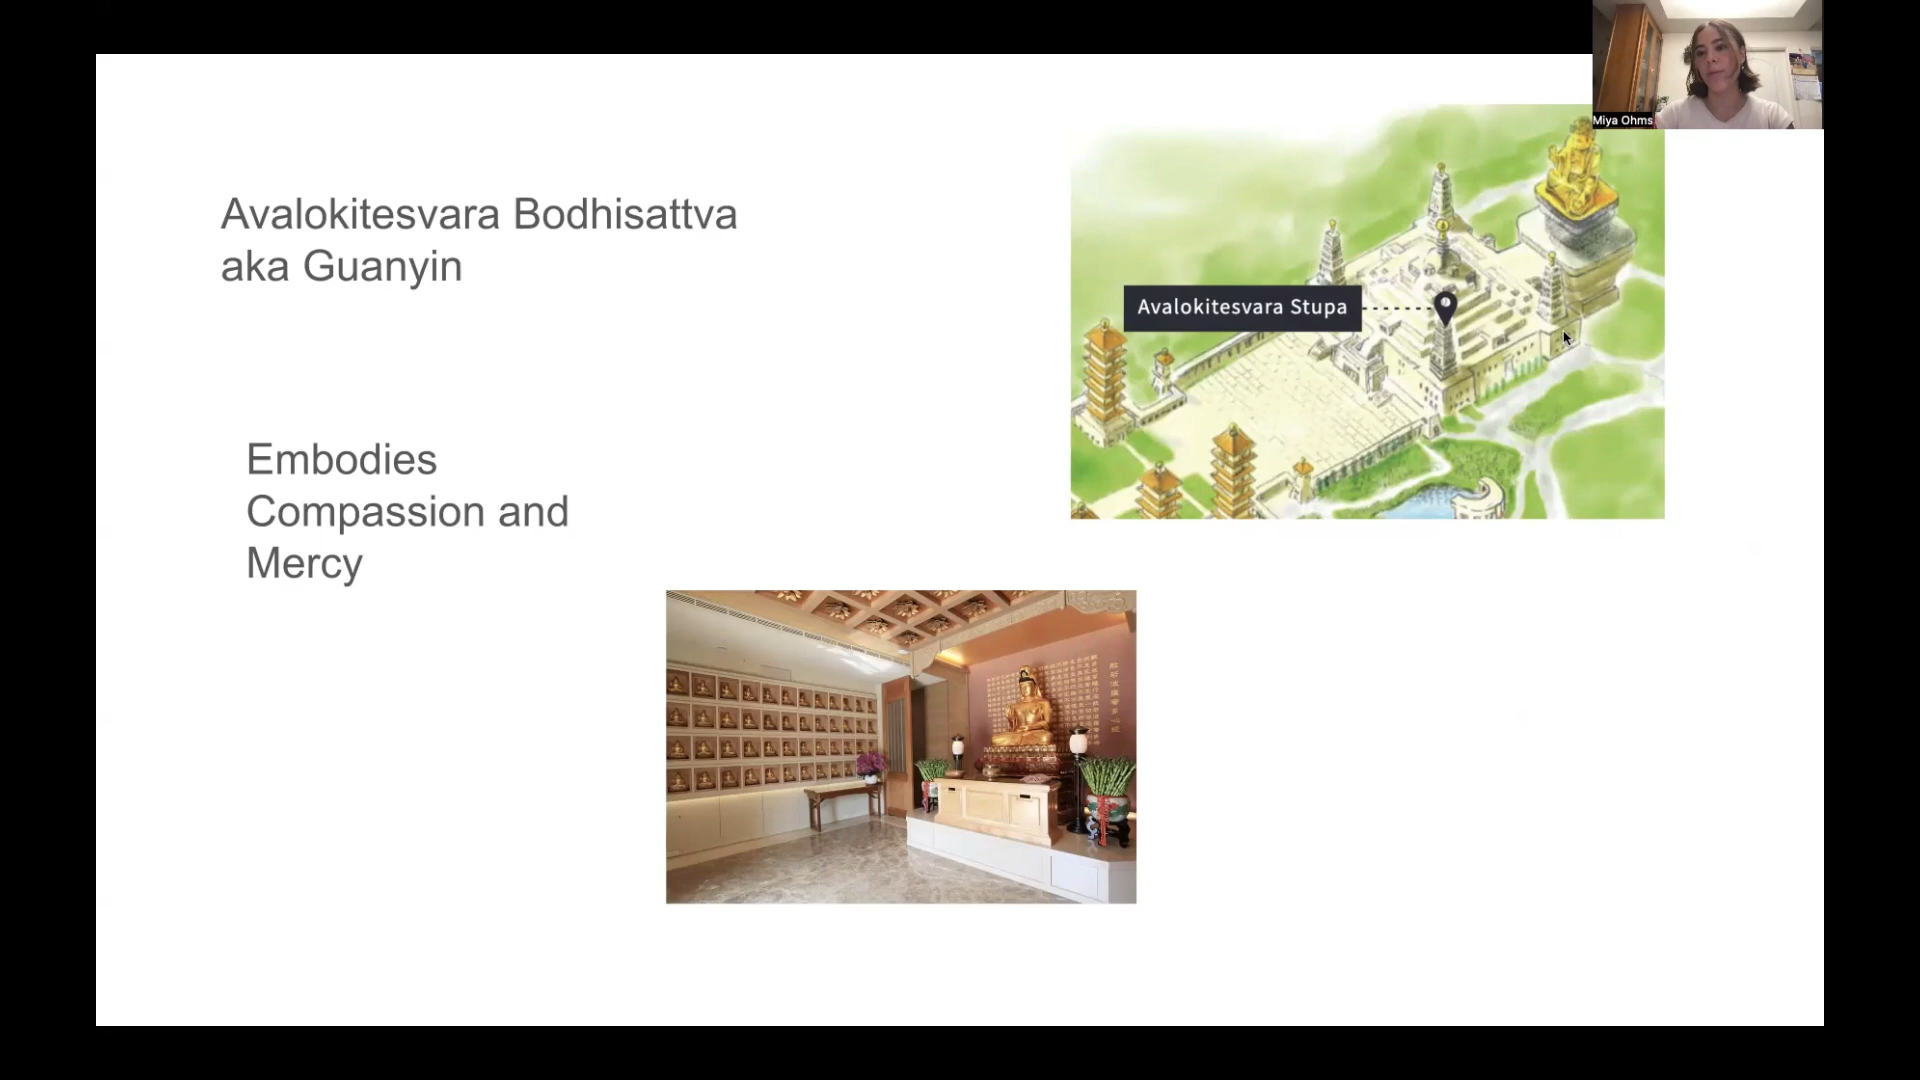 Miya Ohms
Avalokitesvara Bodhisattva
aka Guanyin
Avalokitesvara Stupa
Embodies
Compassion and
Mercy